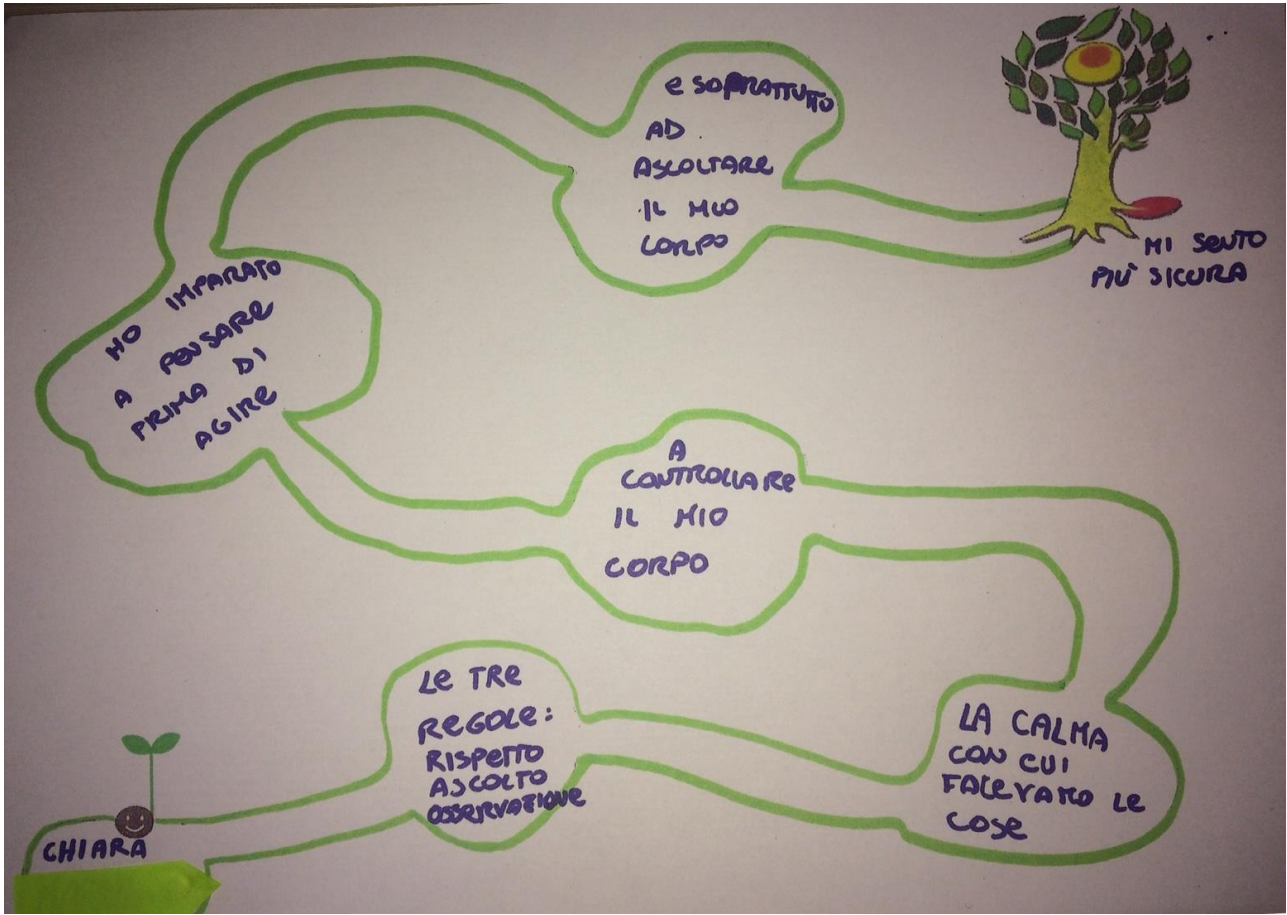 CHIARA
Le TRe
ReGOLe:
RISPETTO
ASCOLTO
OSSERVAZIONE
LA CALMA
CON CUI
FACEVAMO Le
COSe
A
CONTROLLARe
IL MIO
CORPO
HO IMPARATO
A PENSARe
PRIMA DI
AGIRe
e SOPRATTUTTO
AD
ASCOLTARe
IL MIO
CORPO
MI SENTO
PIÙ SICURA